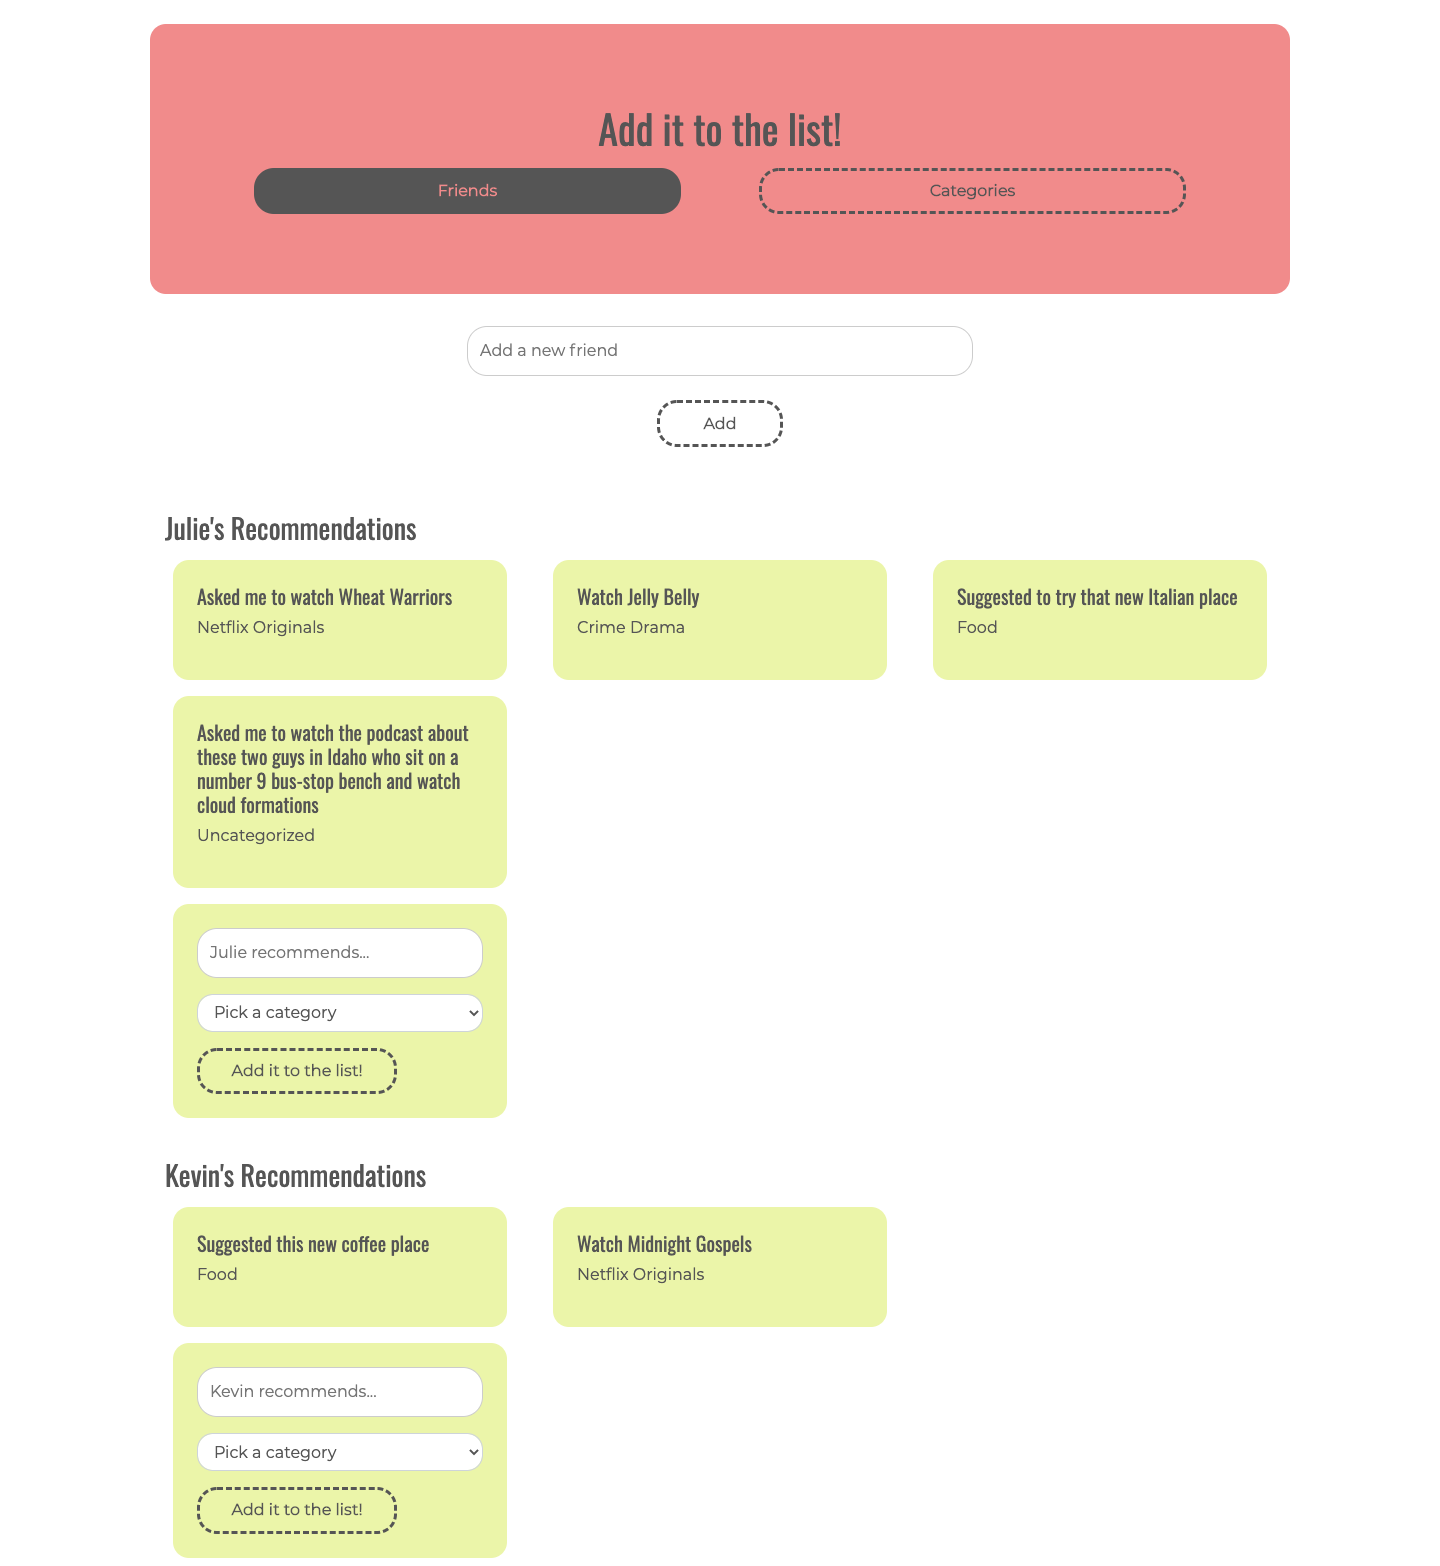 Add it to the list!
Friends
Categories
Add a new friend
Add
Julie's Recommendations
Asked me to watch Wheat Warriors
Netflix Originals
Watch Jelly Belly
Crime Drama
Suggested to try that new Italian place
Food
Asked me to watch the podcast about
these two guys in Idaho who sit on a
number 9 bus-stop bench and watch
cloud formations
Uncategorized
Julie recommends...
Pick a category
Add it to the list!
Kevin's Recommendations
Suggested this new coffee place
Food
Watch Midnight Gospels
Netflix Originals
Kevin recommends...
Pick a category
Add it to the list!